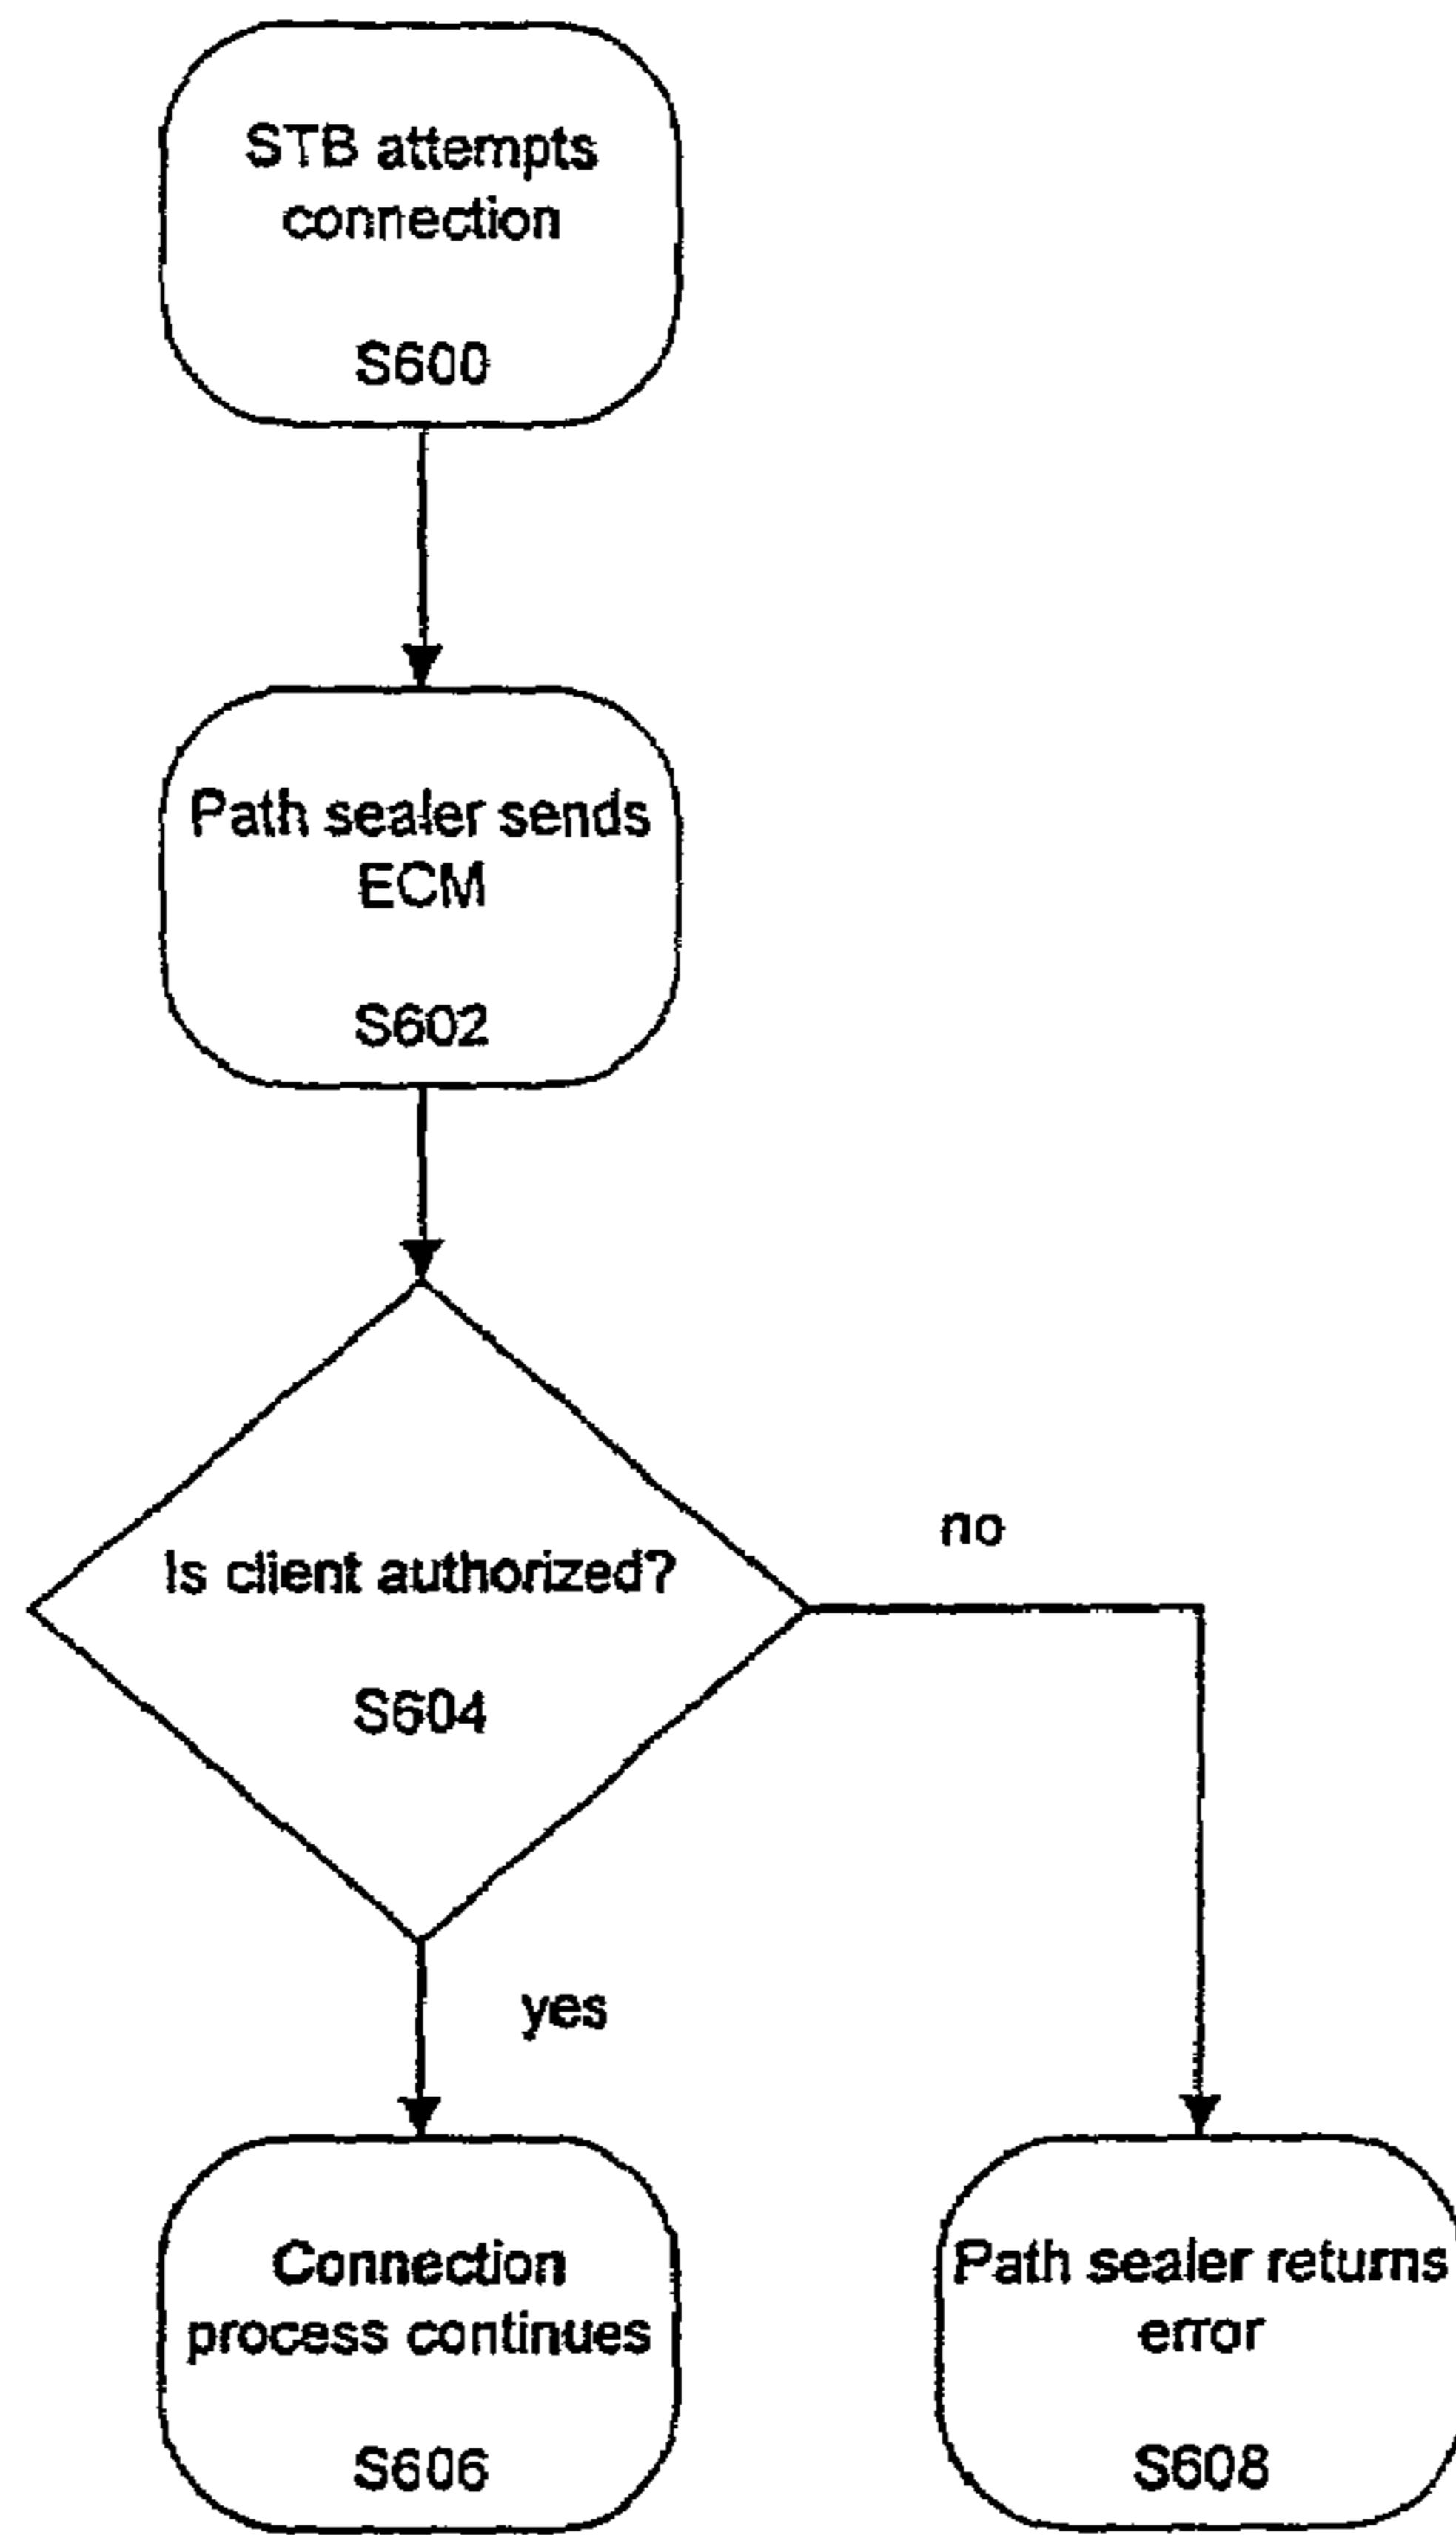 STB attempts
connection
S600
Path sealer sends
ECM
S602
Is client authorized?
S604
no
yes
Connection
process continues
S606
Path sealer returns
error
S608